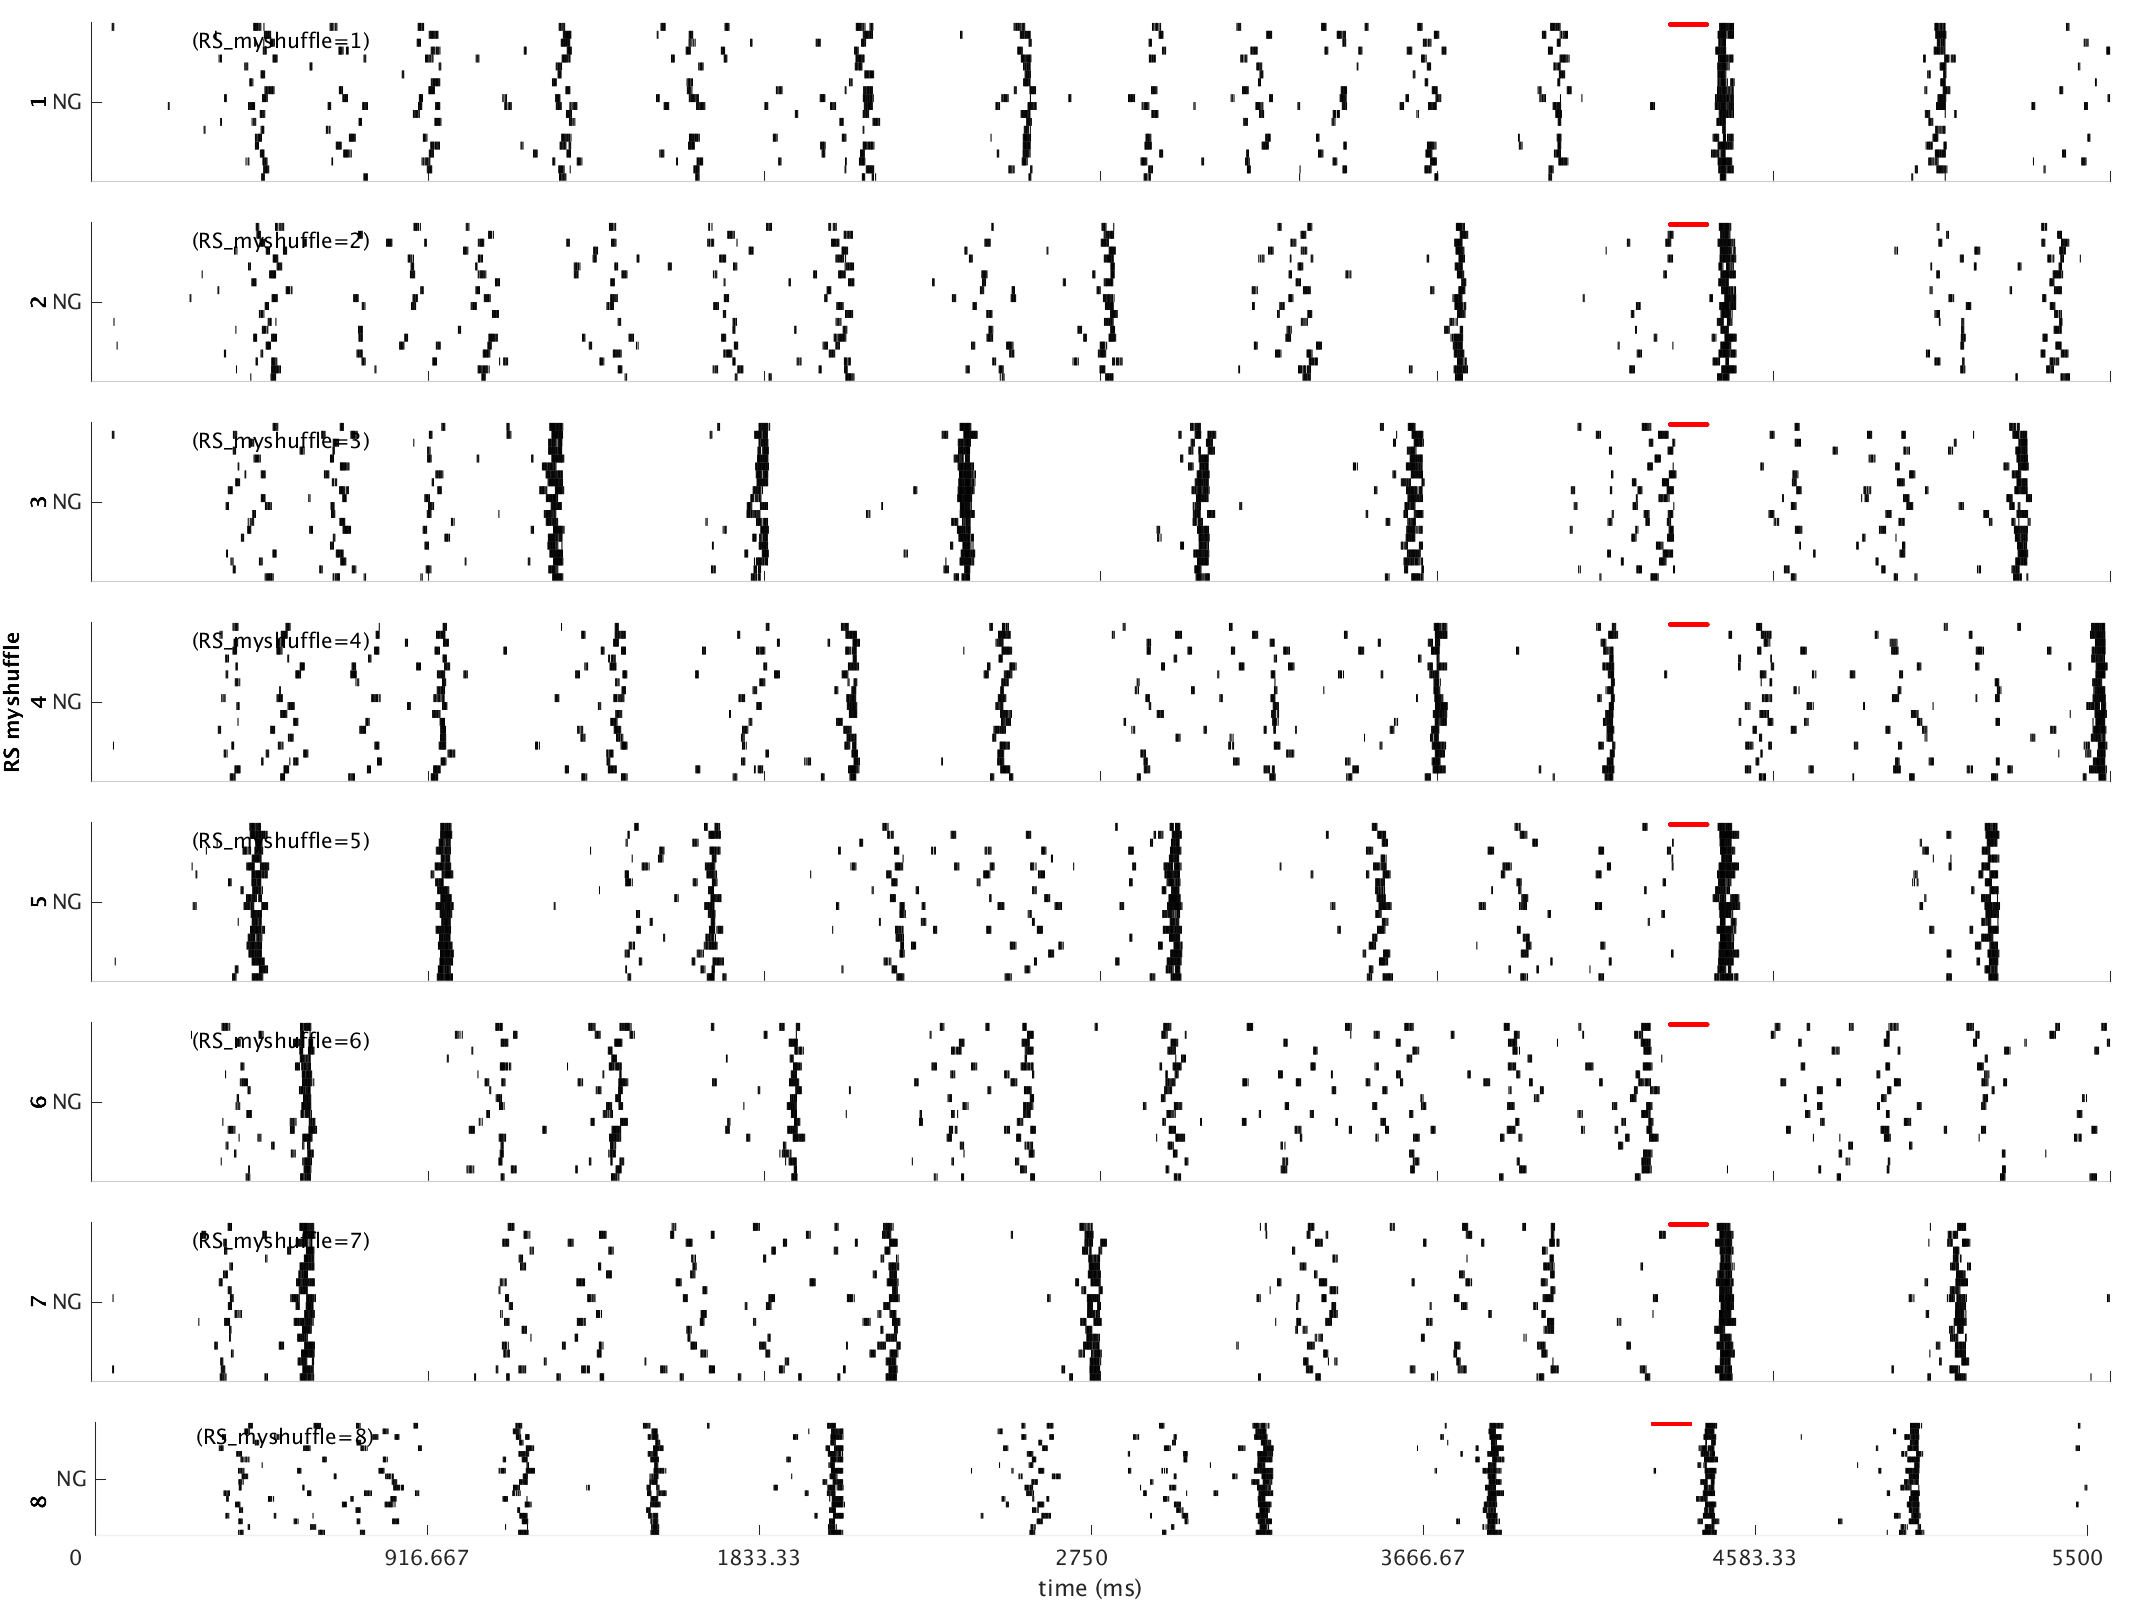 (RS_myshuffle=1)
1 NG
(RS_myshuffle=2)
2 NG
(RS_myshuffle=3)
3 NG
RS myshuffle
(RS_myshuffle=4)
4 NG
(RS_myshuffle=5)
5 NG
(RS_myshuffle=6)
6 NG
(RS_myshuffle=7)
7 NG
(RS_myshuffle=8)
8 NG
0 916.667 1833.33 2750 3666.67 4583.33 5500
time (ms)